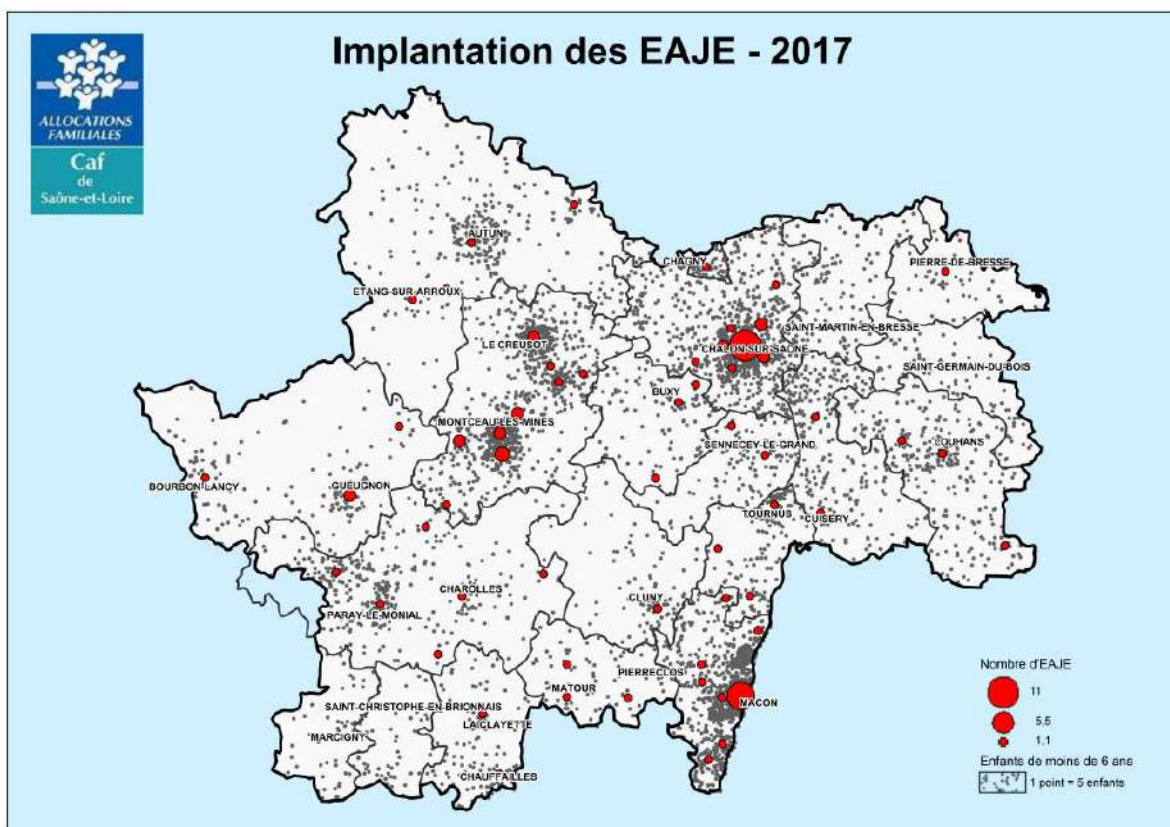 Implantation des EAJE - 2017
ALLOCATIONS
FAMILIALES
Caf
de
Saône-et-Loire
AUTUN
CHAGNY
PIERRE-DE-BRESSE
ETANG SUR ARROUX
SAINT-MARTIN-EN-BRESSE
LE CREUSOT
CHALON-SUR-SAONE
SAINT-GERMAIN-DU-BOIS
BUXY
MONTCEAU-LES-MINES
SENNECEY-LE-GRAND
LOUHANS
BOURBON-LANCY
GUEUGNON
TOURNUS
CUISERY
CHAROLLES
CLUNY
PARAY-LE-MONIAL
PIERRECLOS
MATOUR
MACON
SAINT-CHRISTOPHE-EN-BRIONNAIS
LA CLAYETTE
MARCIGNY
CHAUFFAILLES
Nombre d'EAJE
11
5,5
1,1
Enfants de moins de 6 ans
1 point = 5 enfants